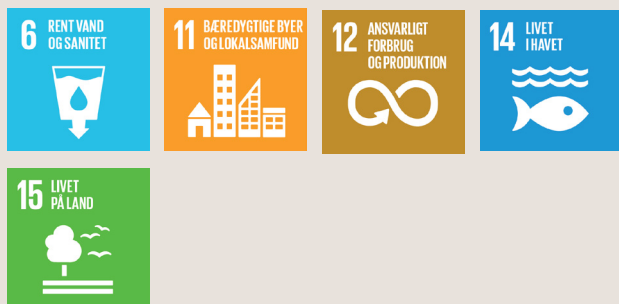 6 RENT VAND
OG SANITET
11 BÆREDYGTIGE BYER
OG LOKALSAMFUND
12 ANSVARLIGT
FORBRUG
OG PRODUKTION
14 LIVET
I HAVET
15 LIVET
PÅ LAND